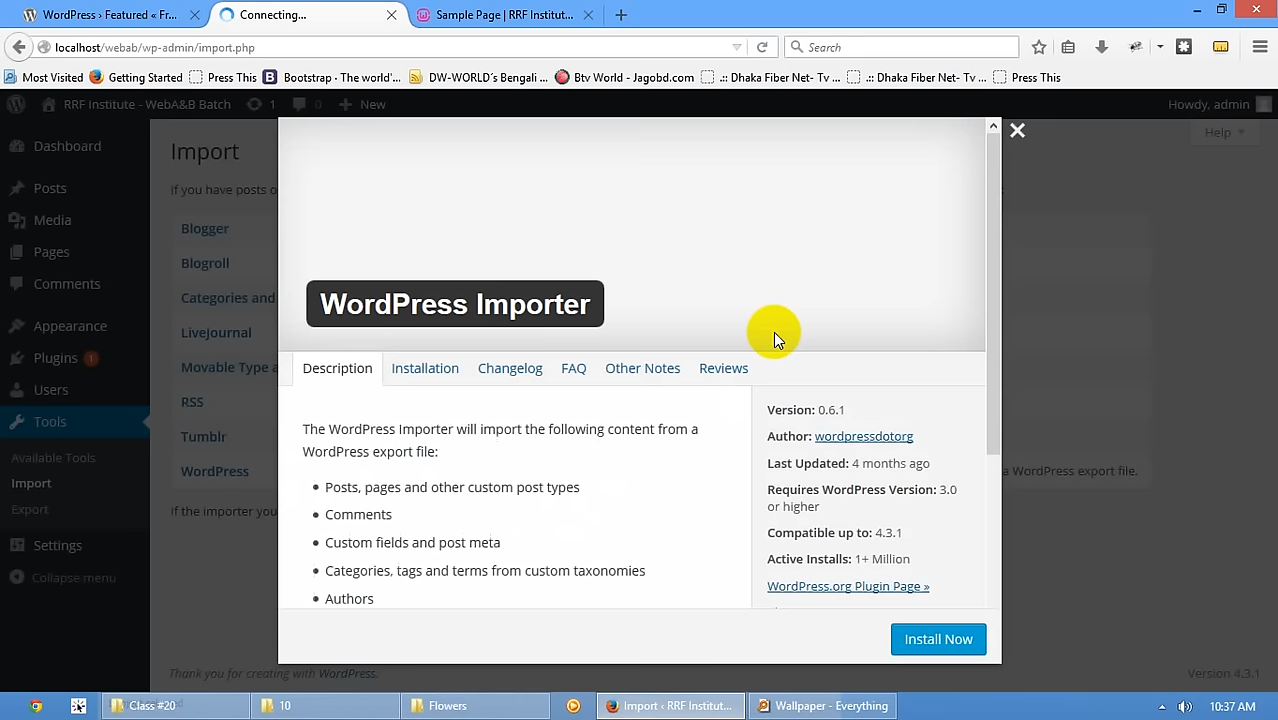 WordPress › Featured « Fr...
Connecting...
Sample Page | RRF Institut...
localhost/webab/wp-admin/import.php
Search
Most Visited
Getting Started
Press This
Bootstrap · The world'...
DW-WORLD's Bengali ...
Btv World - Jagobd.com
.:: Dhaka Fiber Net- Tv ...
.:: Dhaka Fiber Net- Tv ...
Press This
RRF Institute - WebA&B Batch
1
0
New
Howdy, admin
Dashboard
Posts
Media
Pages
Comments
Appearance
Plugins 1
Users
Tools
Available Tools
Import
Export
Settings
Collapse menu
Import
Help
If you have posts o
Blogger
Blogroll
Categories and
LiveJournal
Movable Type a
RSS
Tumblr
WordPress
a WordPress export file.
If the importer you
WordPress Importer
Description
Installation
Changelog
FAQ
Other Notes
Reviews
The WordPress Importer will import the following content from a
WordPress export file:
Posts, pages and other custom post types
Comments
Custom fields and post meta
Categories, tags and terms from custom taxonomies
Authors
Version: 0.6.1
Author: wordpressdotorg
Last Updated: 4 months ago
Requires WordPress Version: 3.0
or higher
Compatible up to: 4.3.1
Active Installs: 1+ Million
WordPress.org Plugin Page »
Install Now
Thank you for creating with WordPress.
Version 4.3.1
Class #20
10
Flowers
Import ‹ RRF Institut...
Wallpaper - Everything
10:37 AM